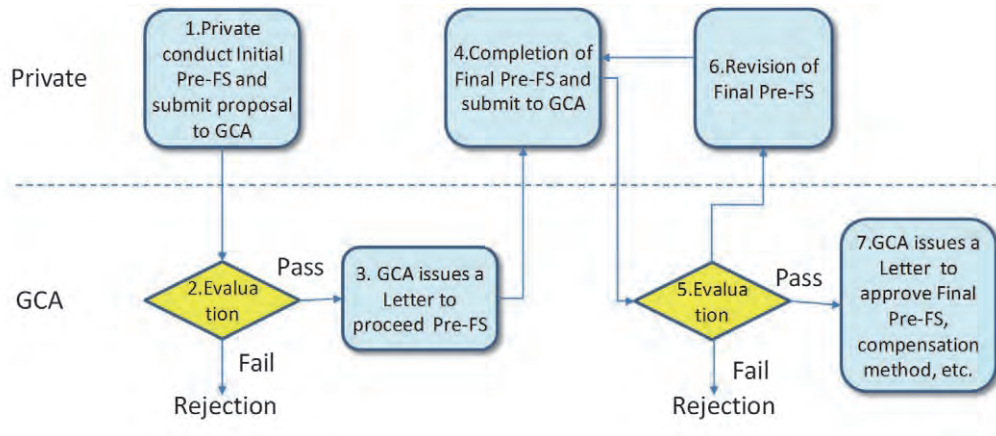 Private
1.Private
conduct Initial
Pre-FS and
submit proposal
to GCA
4.Completion of
Final Pre-FS and
submit to GCA
6.Revision of
Final Pre-FS
GCA
2.Evalua
tion
Pass
Fail
Rejection
3. GCA issues a
Letter to
proceed Pre-FS
5.Evalua
tion
Pass
Fail
Rejection
7.GCA issues a
Letter to
approve Final
Pre-FS,
compensation
method, etc.